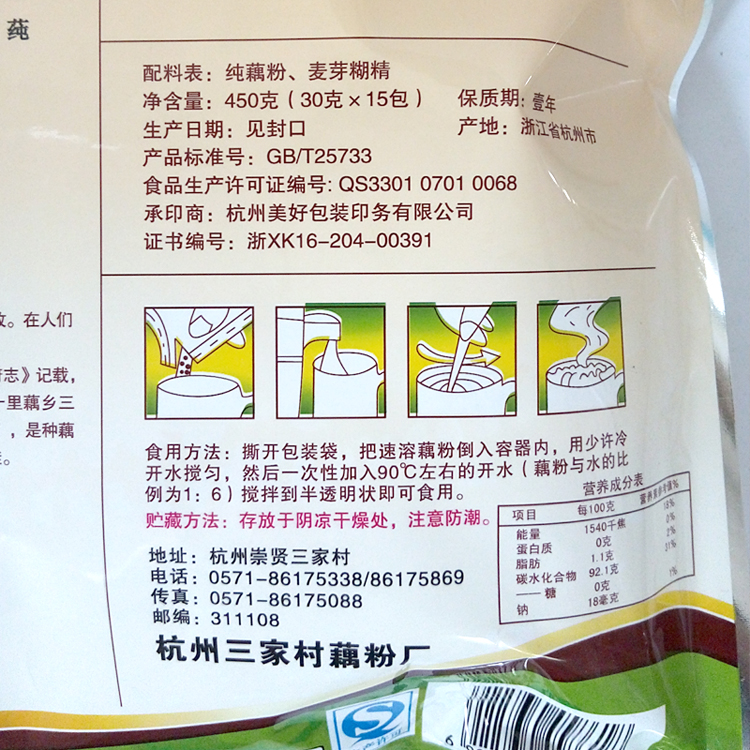 莼
配料表：纯藕粉、麦芽糊精
净含量：450克（30克×15包） 保质期：壹年
生产日期：见封口 产地：浙江省杭州市
产品标准号：GB/T25733
食品生产许可证编号：QS3301 0701 0068
承印商：杭州美好包装印务有限公司
证书编号：浙XK16-204-00391
。在人们
志》记载，
里藕乡三
，是种藕
。
食用方法：撕开包装袋，把速溶藕粉倒入容器内，用少许冷
开水搅匀，然后一次性加入90℃左右的开水（藕粉与水的比
例为1：6）搅拌到半透明状即可食用。
贮藏方法：存放于阴凉干燥处，注意防潮。
营养成分表
项目 每100克 营养素参考值%
能量 1540千焦 18%
蛋白质 0克 0%
脂肪 1.1克 2%
碳水化合物 92.1克 31%
——糖 0克
钠 18毫克 1%
地址：杭州崇贤三家村
电话：0571-86175338/86175869
传真：0571-86175088
邮编：311108
杭州三家村藕粉厂
6